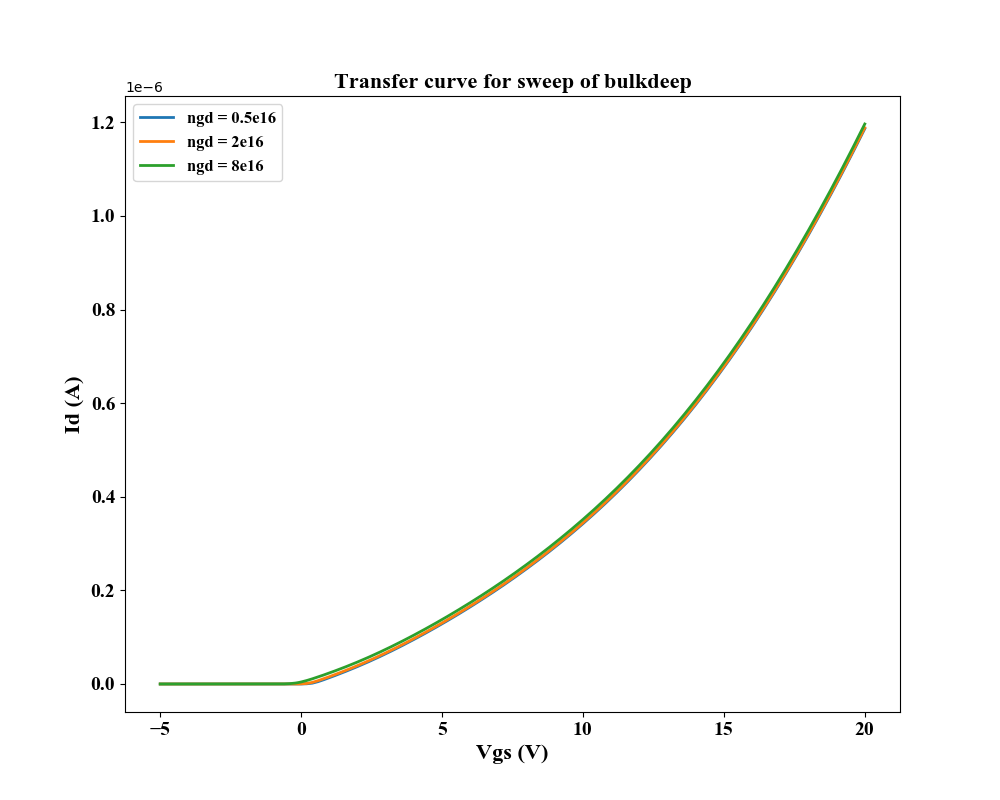 Transfer curve for sweep of bulkdeep
1e−6
ngd = 0.5e16
ngd = 2e16
ngd = 8e16
1.2
1.0
0.8
0.6
0.4
0.2
0.0
Id (A)
−5
0
5
10
15
20
Vgs (V)